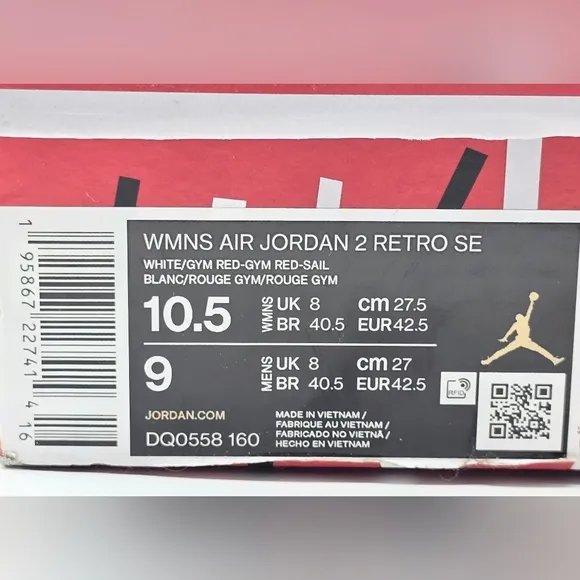 WMNS AIR JORDAN 2 RETRO SE
WHITE/GYM RED-GYM RED-SAIL
BLANC/ROUGE GYM/ROUGE GYM
10.5 WMNS UK 8 cm 27.5
BR 40.5 EUR 42.5
9 MENS UK 8 cm 27
BR 40.5 EUR 42.5
RFID
JORDAN.COM
DQ0558 160
MADE IN VIETNAM /
FABRIQUE AU VIETNAM /
FABRICADO NO VIETNÃ /
HECHO EN VIETNAM
1 95867 22741 4 16